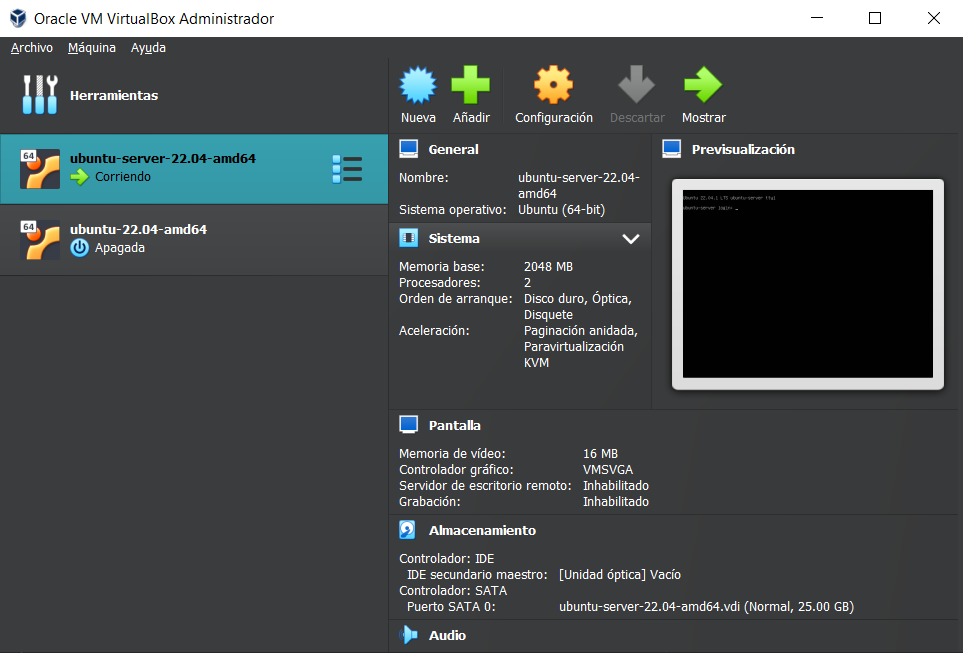 Oracle VM VirtualBox Administrador
Archivo Máquina Ayuda
Herramientas
Nueva Añadir Configuración Descartar Mostrar
64
ubuntu-server-22.04-amd64
Corriendo
64
ubuntu-22.04-amd64
Apagada
General
Nombre: ubuntu-server-22.04-
amd64
Sistema operativo: Ubuntu (64-bit)
Sistema
Memoria base: 2048 MB
Procesadores: 2
Orden de arranque: Disco duro, Óptica,
Disquete
Aceleración: Paginación anidada,
Paravirtualización
KVM
Previsualización
Ubuntu 22.04.1 LTS ubuntu-server tty1
ubuntu-server login: _
Pantalla
Memoria de vídeo: 16 MB
Controlador gráfico: VMSVGA
Servidor de escritorio remoto: Inhabilitado
Grabación: Inhabilitado
Almacenamiento
Controlador: IDE
IDE secundario maestro: [Unidad óptica] Vacío
Controlador: SATA
Puerto SATA 0: ubuntu-server-22.04-amd64.vdi (Normal, 25.00 GB)
Audio